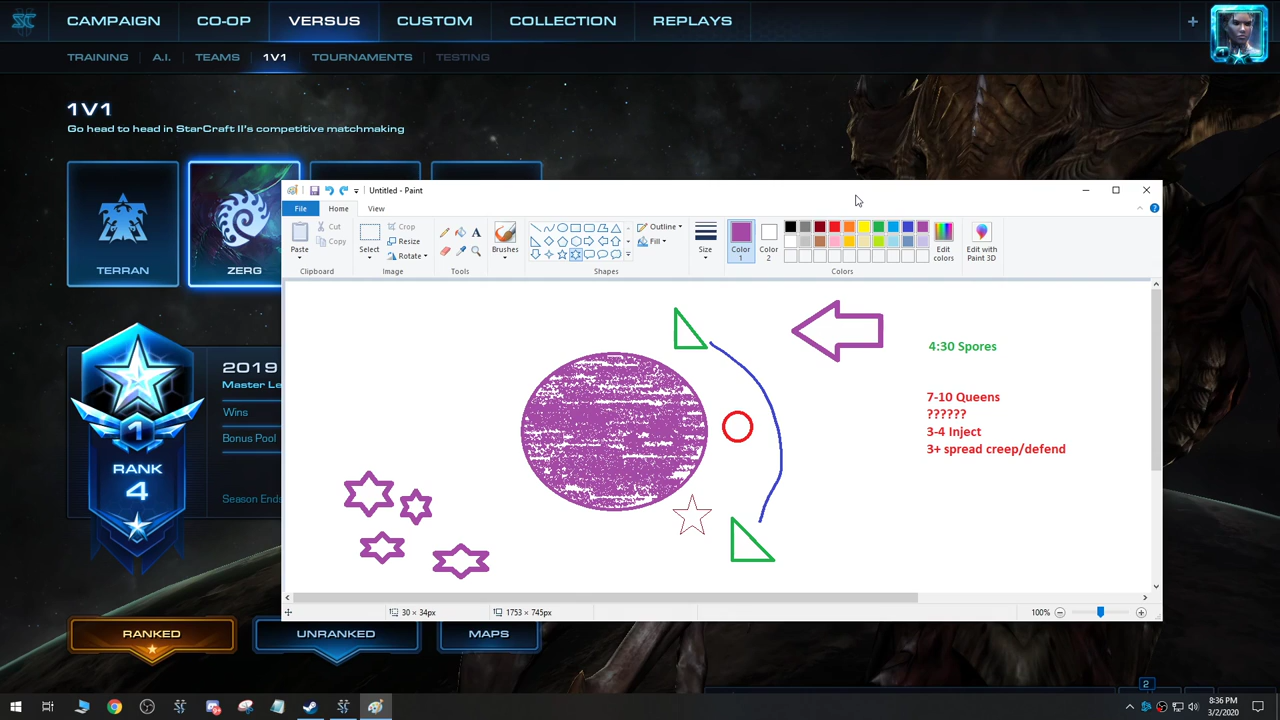 CAMPAIGN
CO-OP
VERSUS
CUSTOM
COLLECTION
REPLAYS
TRAINING
A.I.
TEAMS
1V1
TOURNAMENTS
TESTING
1V1
Go head to head in StarCraft II's competitive matchmaking
TERRAN
ZERG
2019
Master Le
Wins
Bonus Pool
Season Ends
1
RANK
4
RANKED
UNRANKED
MAPS
Untitled - Paint
File
Home
View
Paste
Cut
Copy
Clipboard
Select
Crop
Resize
Rotate
Image
A
Tools
Brushes
Outline
Fill
Shapes
Size
Color
1
Color
2
Edit
colors
Edit with
Paint 3D
Colors
4:30 Spores
7-10 Queens
??????
3-4 Inject
3+ spread creep/defend
30 × 34px
1753 × 745px
100%
2
8:36 PM
3/2/2020